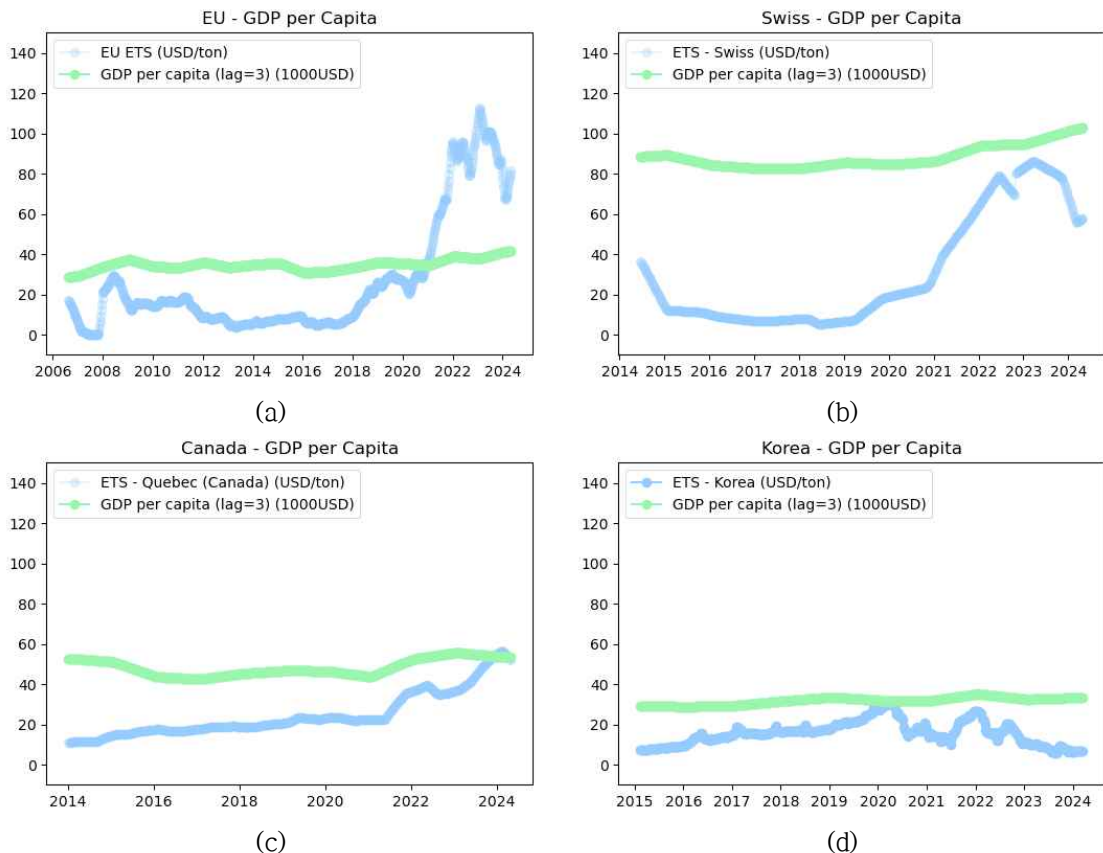 EU - GDP per Capita
EU ETS (USD/ton)
GDP per capita (lag=3) (1000USD)
140
120
100
80
60
40
20
0
2006 2008 2010 2012 2014 2016 2018 2020 2022 2024
(a)
Swiss - GDP per Capita
ETS - Swiss (USD/ton)
GDP per capita (lag=3) (1000USD)
140
120
100
80
60
40
20
0
2014 2015 2016 2017 2018 2019 2020 2021 2022 2023 2024
(b)
Canada - GDP per Capita
ETS - Quebec (Canada) (USD/ton)
GDP per capita (lag=3) (1000USD)
140
120
100
80
60
40
20
0
2014 2016 2018 2020 2022 2024
(c)
Korea - GDP per Capita
ETS - Korea (USD/ton)
GDP per capita (lag=3) (1000USD)
140
120
100
80
60
40
20
0
2015 2016 2017 2018 2019 2020 2021 2022 2023 2024
(d)